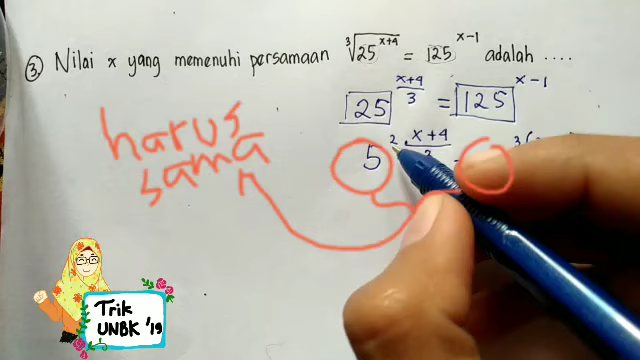 3. Nilai x yang memenuhi persamaan ∛25^(x+4) = 125^(x-1) adalah ....
25^((x+4)/3) = 125^(x-1)
5^(2·(x+4)/3) 3(
harus
sama
Trik
UNBK '19